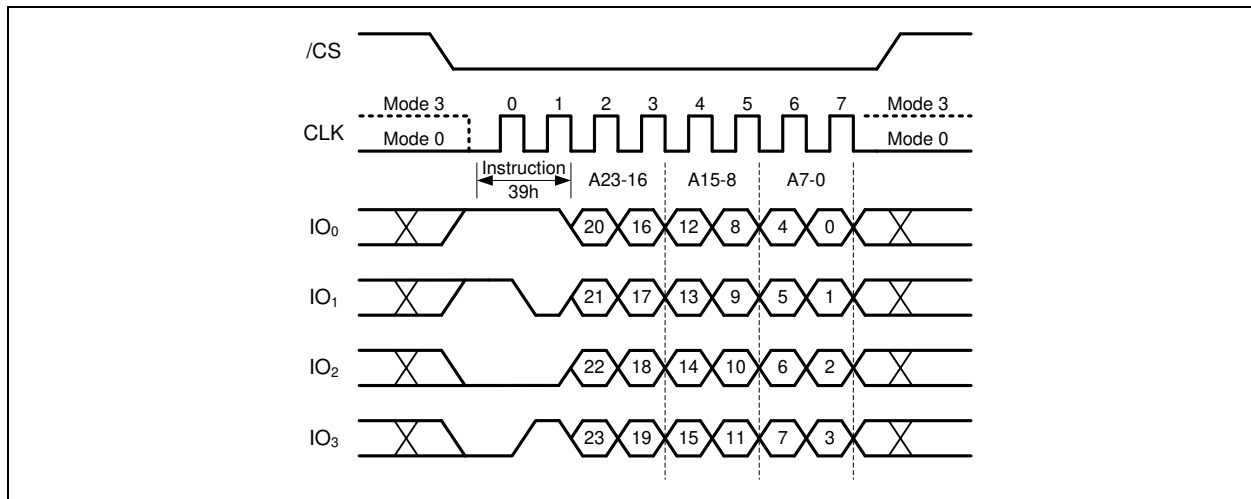 /CS
Mode 3 0 1 2 3 4 5 6 7 Mode 3
CLK
Mode 0 Mode 0
Instruction
39h
A23-16 A15-8 A7-0
IO₀ 20 16 12 8 4 0
IO₁ 21 17 13 9 5 1
IO₂ 22 18 14 10 6 2
IO₃ 23 19 15 11 7 3